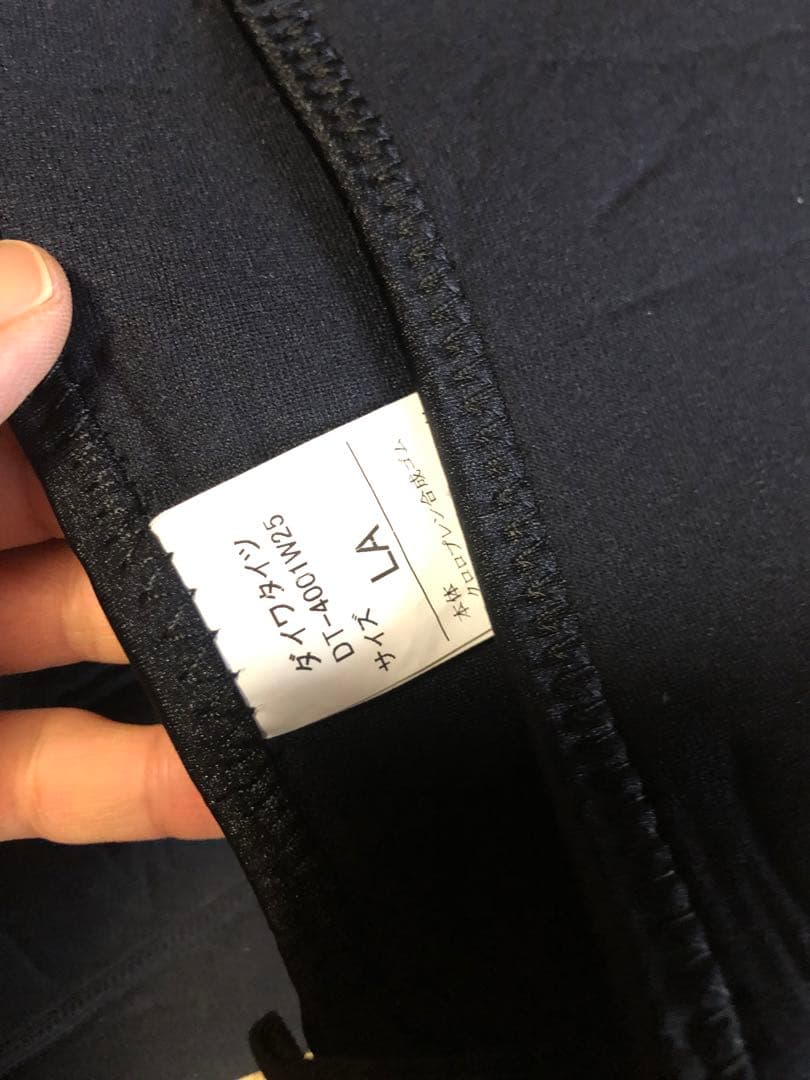 ダイワタイツ
DT-4001W25
サイズ LA
本体
クロロプレン合成ゴム